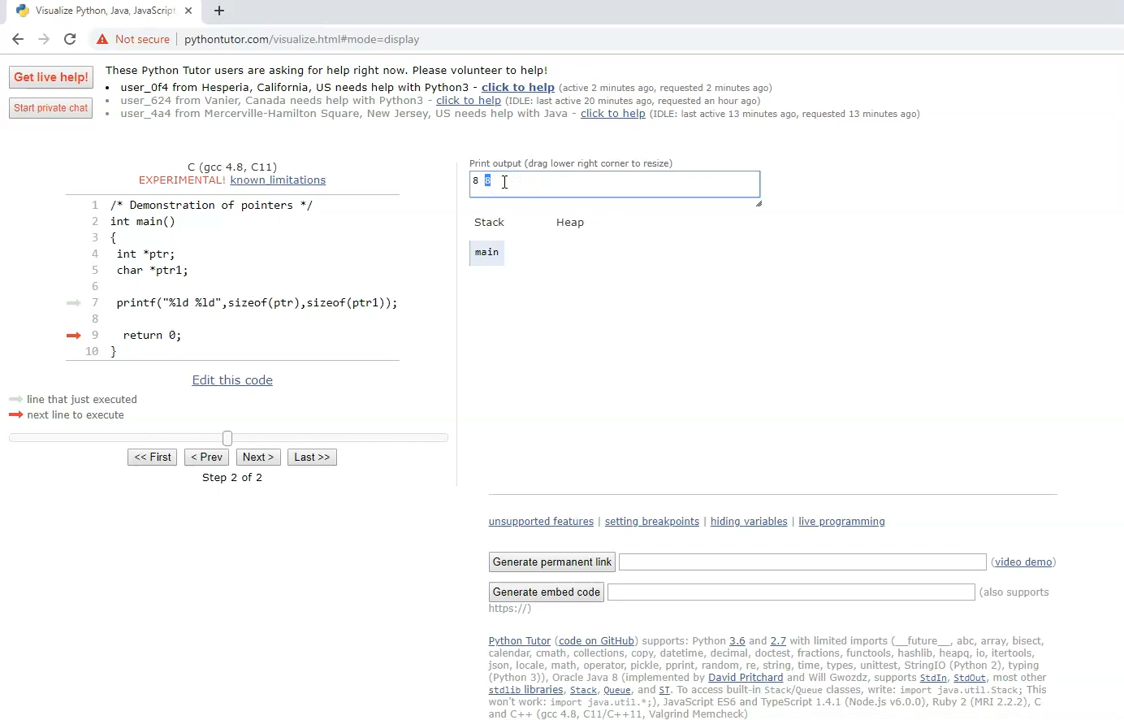 Visualize Python, Java, JavaScript
Not secure | pythontutor.com/visualize.html#mode=display
Get live help!
Start private chat
These Python Tutor users are asking for help right now. Please volunteer to help!
• user_0f4 from Hesperia, California, US needs help with Python3 - click to help (active 2 minutes ago, requested 2 minutes ago)
• user_624 from Vanier, Canada needs help with Python3 - click to help (IDLE: last active 20 minutes ago, requested an hour ago)
• user_4a4 from Mercerville-Hamilton Square, New Jersey, US needs help with Java - click to help (IDLE: last active 13 minutes ago, requested 13 minutes ago)
C (gcc 4.8, C11)
EXPERIMENTAL! known limitations
1 /* Demonstration of pointers */
2 int main()
3 {
4 int *ptr;
5 char *ptr1;
6
7 printf("%ld %ld",sizeof(ptr),sizeof(ptr1));
8
9 return 0;
10 }
Edit this code
line that just executed
next line to execute
<< First < Prev Next > Last >>
Step 2 of 2
Print output (drag lower right corner to resize)
8 8
Stack Heap
main
unsupported features | setting breakpoints | hiding variables | live programming
Generate permanent link (video demo)
Generate embed code (also supports
https://)
Python Tutor (code on GitHub) supports: Python 3.6 and 2.7 with limited imports (__future__, abc, array, bisect,
calendar, cmath, collections, copy, datetime, decimal, doctest, fractions, functools, hashlib, heapq, io, itertools,
json, locale, math, operator, pickle, pprint, random, re, string, time, types, unittest, StringIO (Python 2), typing
(Python 3)), Oracle Java 8 (implemented by David Pritchard and Will Gwozdz, supports StdIn, StdOut, most other
stdlib libraries, Stack, Queue, and ST. To access built-in Stack/Queue classes, write: import java.util.Stack; This
won't work: import java.util.*;), JavaScript ES6 and TypeScript 1.4.1 (Node.js v6.0.0), Ruby 2 (MRI 2.2.2), C
and C++ (gcc 4.8, C11/C++11, Valgrind Memcheck)